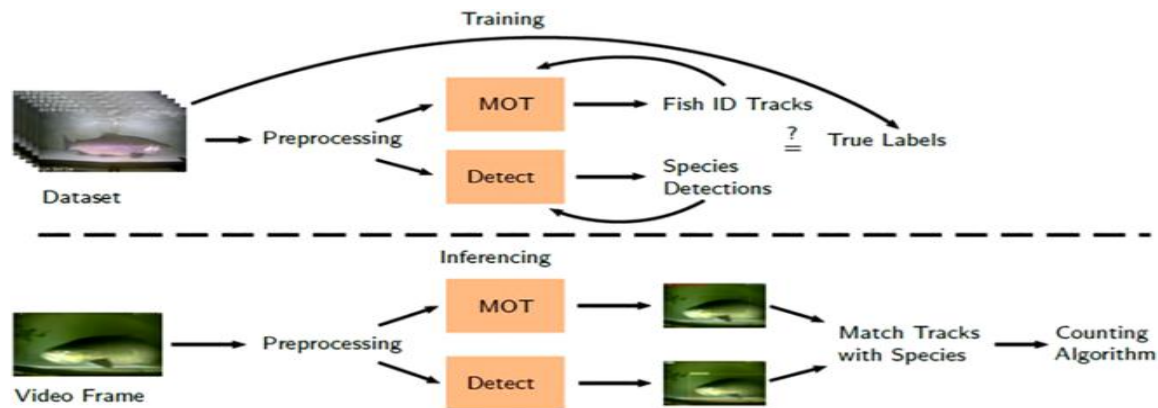 Training
MOT
Fish ID Tracks
Preprocessing
?
=
True Labels
Detect
Species
Detections
Dataset
Inferencing
MOT
Preprocessing
Match Tracks
with Species
Counting
Algorithm
Detect
Video Frame